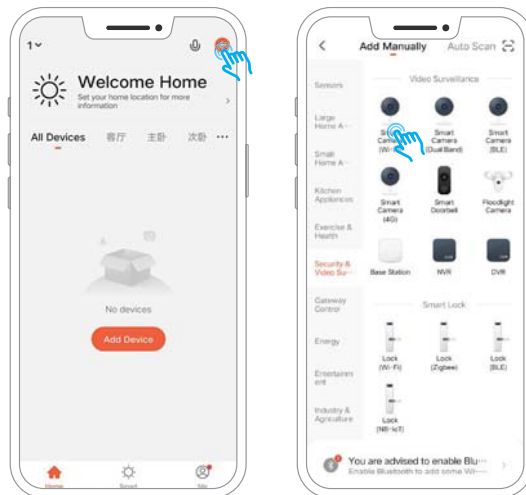 1
Welcome Home
Set your home location for more
information
All Devices 客厅 主卧 次卧 ...
No devices
Add Device
Home Smart Me
Add Manually Auto Scan
Sensors
Large
Home A...
Small
Home A...
Kitchen
Appliances
Exercise &
Health
Security &
Video Su...
Gateway
Control
Energy
Entertainm
ent
Industry &
Agriculture
Video Surveillance
Smart
Camera
(Wi-Fi)
Smart
Camera
(Dual Band)
Smart
Camera
(BLE)
Smart
Camera
(4G)
Smart
Doorbell
Floodlight
Camera
Base Station
NVR
DVR
Smart Lock
Lock
(Wi-Fi)
Lock
(Zigbee)
Lock
(BLE)
Lock
(NB-IoT)
You are advised to enable Blu...
Enable Bluetooth to add some Wi-...